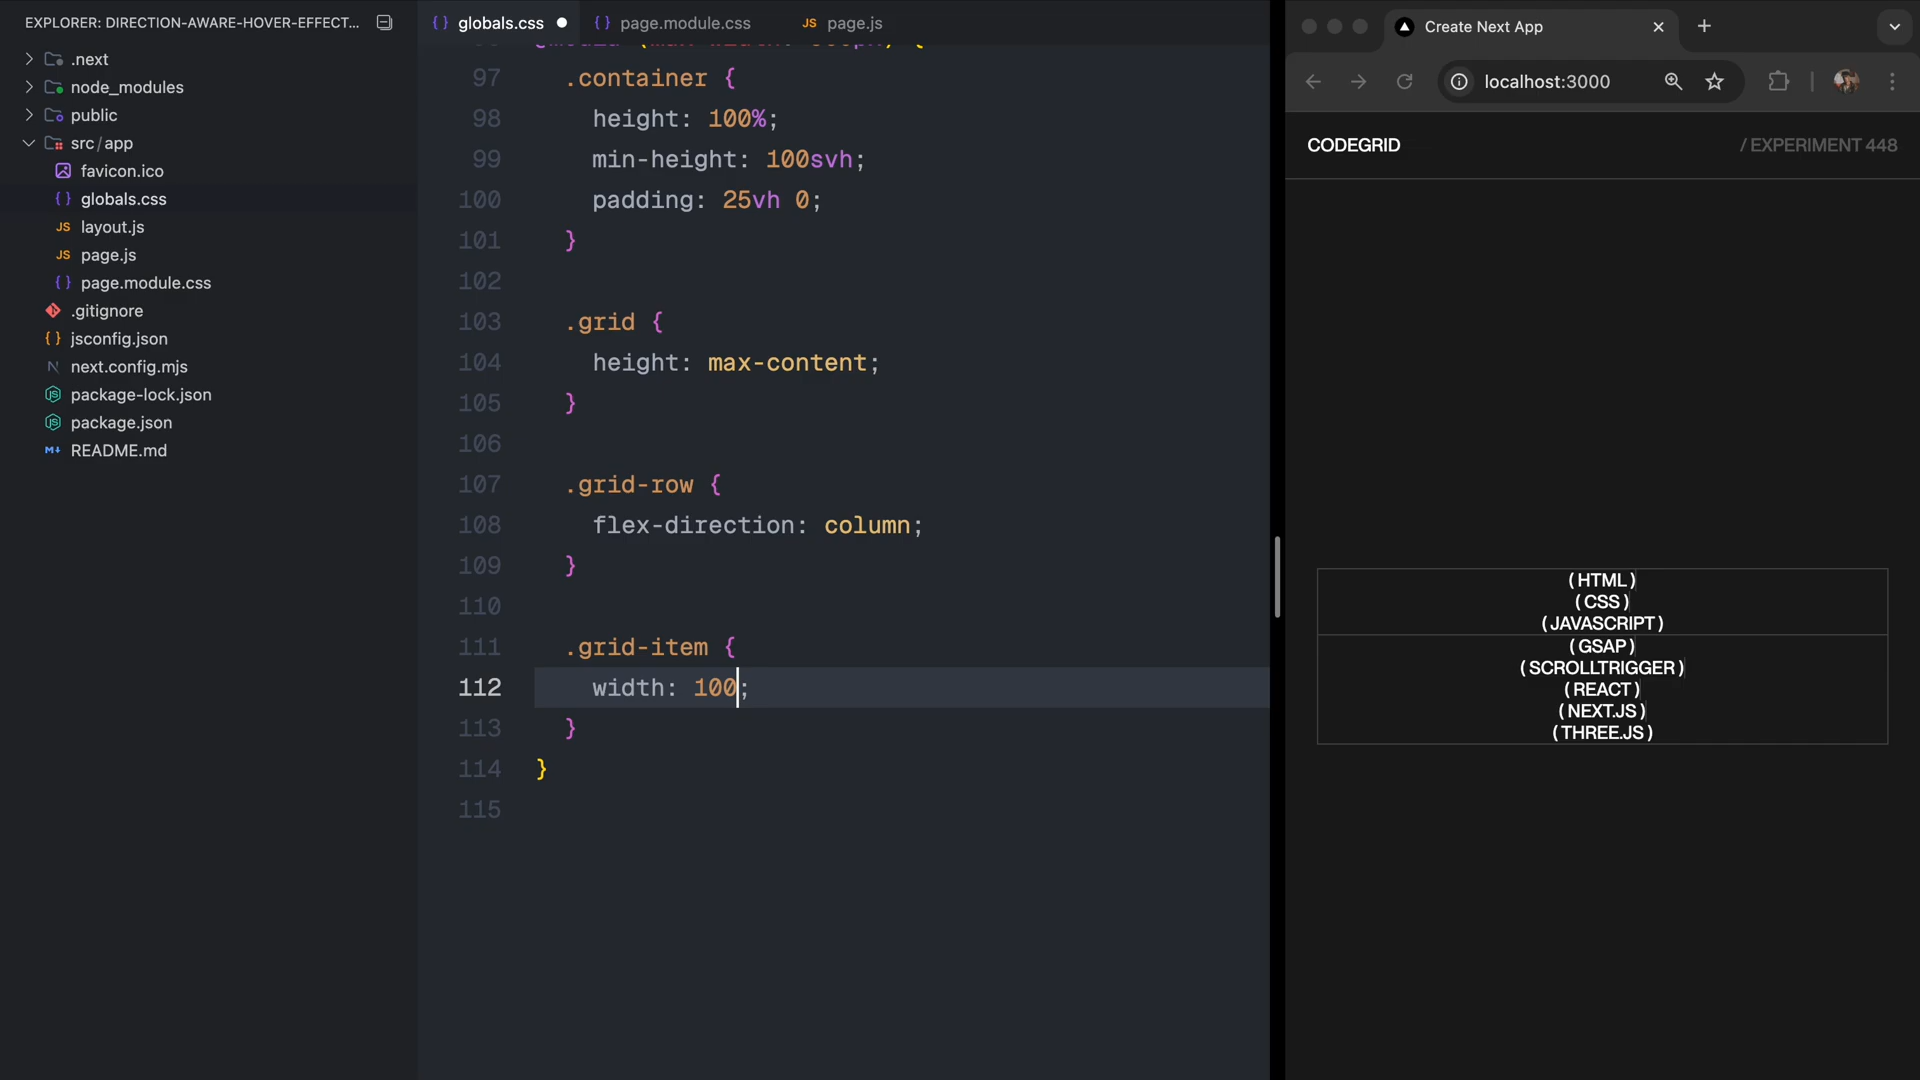 EXPLORER: DIRECTION-AWARE-HOVER-EFFECT...
.next
node_modules
public
src/app
favicon.ico
globals.css
JS layout.js
JS page.js
page.module.css
.gitignore
jsconfig.json
next.config.mjs
package-lock.json
package.json
README.md
{} globals.css
{} page.module.css
JS page.js
97 .container {
98 height: 100%;
99 min-height: 100svh;
100 padding: 25vh 0;
101 }
102
103 .grid {
104 height: max-content;
105 }
106
107 .grid-row {
108 flex-direction: column;
109 }
110
111 .grid-item {
112 width: 100;
113 }
114 }
115
Create Next App
localhost:3000
CODEGRID
/ EXPERIMENT 448
( HTML )
( CSS )
( JAVASCRIPT )
( GSAP )
( SCROLLTRIGGER )
( REACT )
( NEXT.JS )
( THREE.JS )